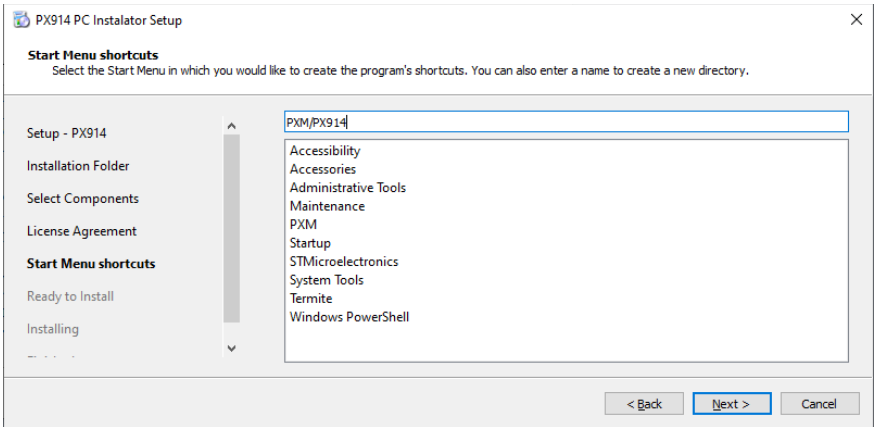 PX914 PC Instalator Setup
Start Menu shortcuts
Select the Start Menu in which you would like to create the program's shortcuts. You can also enter a name to create a new directory.
Setup - PX914
Installation Folder
Select Components
License Agreement
Start Menu shortcuts
Ready to Install
Installing
PXM/PX914
Accessibility
Accessories
Administrative Tools
Maintenance
PXM
Startup
STMicroelectronics
System Tools
Termite
Windows PowerShell
< Back
Next >
Cancel